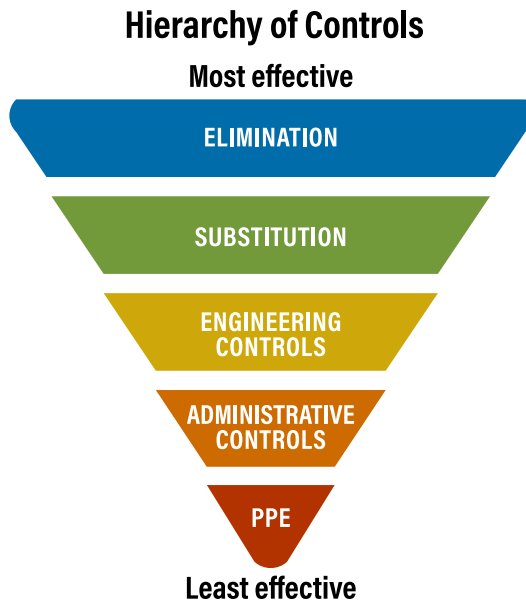 Hierarchy of Controls
Most effective
ELIMINATION
SUBSTITUTION
ENGINEERING
CONTROLS
ADMINISTRATIVE
CONTROLS
PPE
Least effective